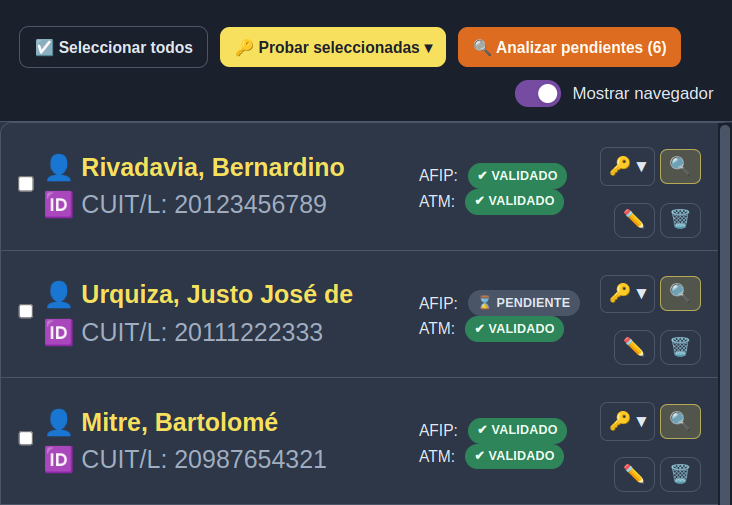 ☑️ Seleccionar todos
🔑 Probar seleccionadas ▾
🔍 Analizar pendientes (6)
Mostrar navegador
👤 Rivadavia, Bernardino
🆔 CUIT/L: 20123456789
AFIP: ✔ VALIDADO
ATM: ✔ VALIDADO
🔑 ▾ 🔍
✏️ 🗑️
👤 Urquiza, Justo José de
🆔 CUIT/L: 20111222333
AFIP: ⌛ PENDIENTE
ATM: ✔ VALIDADO
🔑 ▾ 🔍
✏️ 🗑️
👤 Mitre, Bartolomé
🆔 CUIT/L: 20987654321
AFIP: ✔ VALIDADO
ATM: ✔ VALIDADO
🔑 ▾ 🔍
✏️ 🗑️